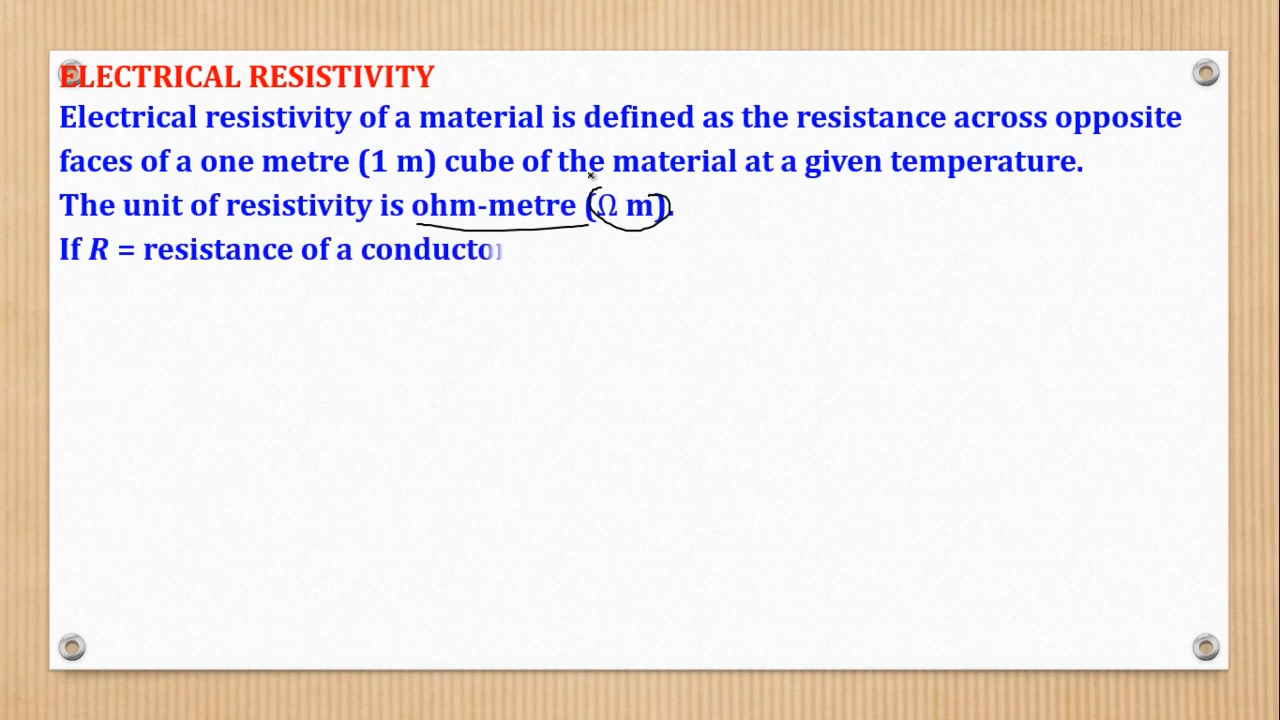 ELECTRICAL RESISTIVITY
Electrical resistivity of a material is defined as the resistance across opposite
faces of a one metre (1 m) cube of the material at a given temperature.
The unit of resistivity is ohm-metre (Ω m).
If R = resistance of a conductor